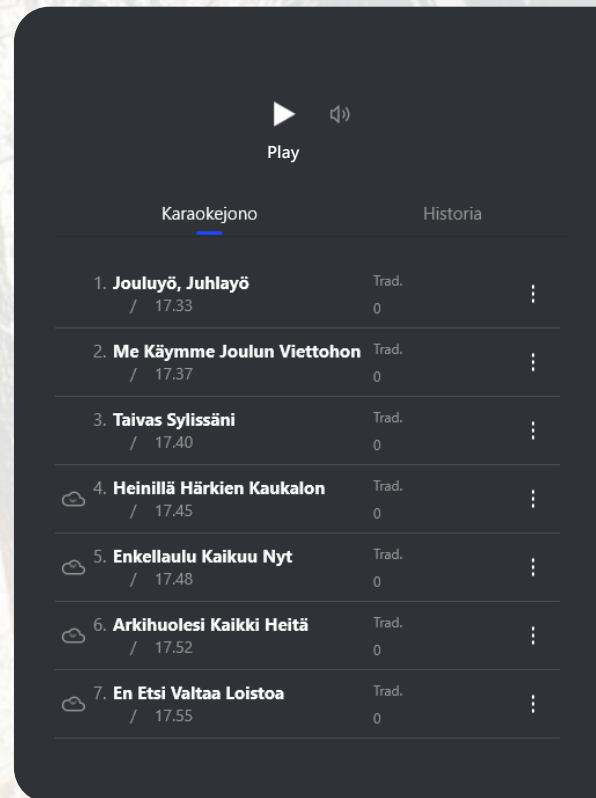 Play
Karaokejono Historia
1. Jouluyö, Juhlayö Trad.
/ 17.33 0
2. Me Käymme Joulun Viettohon Trad.
/ 17.37 0
3. Taivas Sylissäni Trad.
/ 17.40 0
4. Heinillä Härkien Kaukalon Trad.
/ 17.45 0
5. Enkellaulu Kaikuu Nyt Trad.
/ 17.48 0
6. Arkihuolesi Kaikki Heitä Trad.
/ 17.52 0
7. En Etsi Valtaa Loistoa Trad.
/ 17.55 0